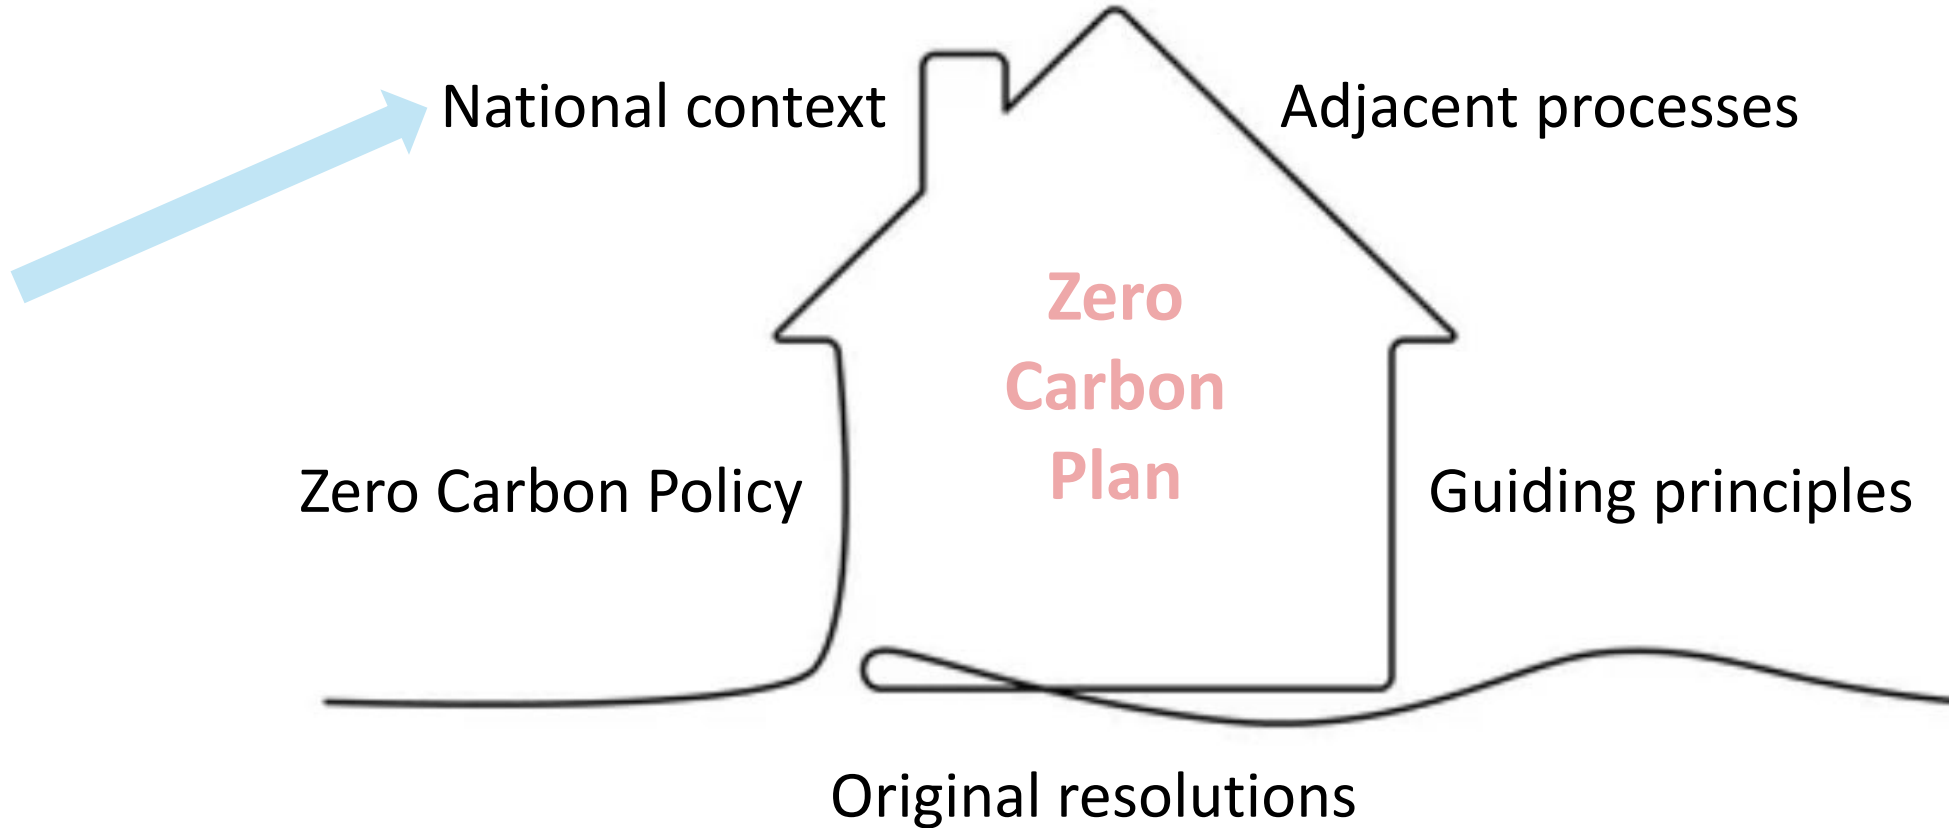 National context
Adjacent processes
Zero
Carbon
Plan
Zero Carbon Policy
Guiding principles
Original resolutions